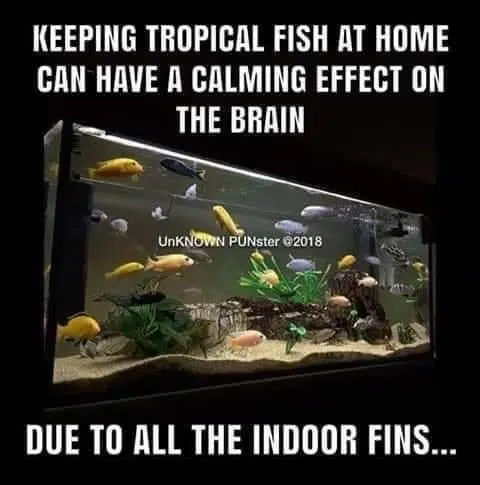 KEEPING TROPICAL FISH AT HOME
CAN HAVE A CALMING EFFECT ON
THE BRAIN
UnKNOWN PUNster @2018
DUE TO ALL THE INDOOR FINS...